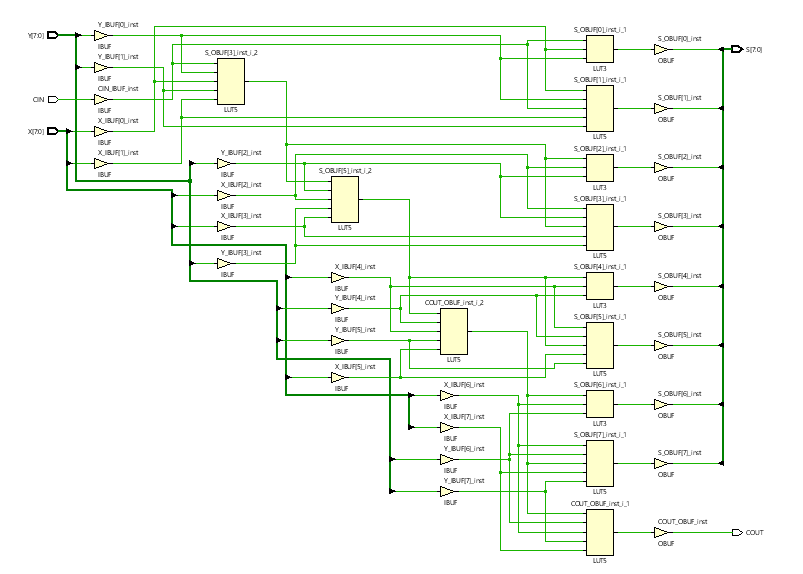 Y[7:0]
Y_IBUF[0]_inst
IBUF
Y_IBUF[1]_inst
IBUF
CIN
CIN_IBUF_inst
IBUF
X[7:0]
X_IBUF[0]_inst
IBUF
X_IBUF[1]_inst
IBUF
S_OBUF[3]_inst_i_2
LUT5
Y_IBUF[2]_inst
IBUF
X_IBUF[2]_inst
IBUF
X_IBUF[3]_inst
IBUF
Y_IBUF[3]_inst
IBUF
S_OBUF[5]_inst_i_2
LUT5
X_IBUF[4]_inst
IBUF
Y_IBUF[4]_inst
IBUF
Y_IBUF[5]_inst
IBUF
X_IBUF[5]_inst
IBUF
COUT_OBUF_inst_i_2
LUT5
X_IBUF[6]_inst
IBUF
X_IBUF[7]_inst
IBUF
Y_IBUF[6]_inst
IBUF
Y_IBUF[7]_inst
IBUF
S_OBUF[0]_inst_i_1
LUT3
S_OBUF[1]_inst_i_1
LUT5
S_OBUF[2]_inst_i_1
LUT3
S_OBUF[3]_inst_i_1
LUT5
S_OBUF[4]_inst_i_1
LUT3
S_OBUF[5]_inst_i_1
LUT5
S_OBUF[6]_inst_i_1
LUT3
S_OBUF[7]_inst_i_1
LUT5
COUT_OBUF_inst_i_1
LUT5
S_OBUF[0]_inst
OBUF
S_OBUF[1]_inst
OBUF
S_OBUF[2]_inst
OBUF
S_OBUF[3]_inst
OBUF
S_OBUF[4]_inst
OBUF
S_OBUF[5]_inst
OBUF
S_OBUF[6]_inst
OBUF
S_OBUF[7]_inst
OBUF
COUT_OBUF_inst
OBUF
S[7:0]
COUT